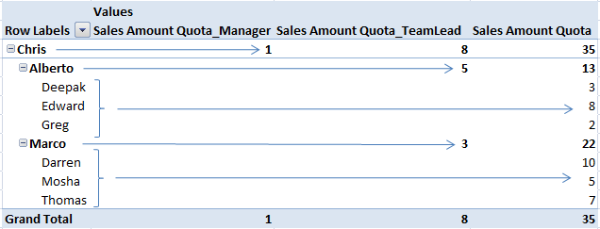 Values
Row Labels Sales Amount Quota_Manager Sales Amount Quota_TeamLead Sales Amount Quota
Chris 1 8 35
Alberto 5 13
Deepak 3
Edward 8
Greg 2
Marco 3 22
Darren 10
Mosha 5
Thomas 7
Grand Total 1 8 35